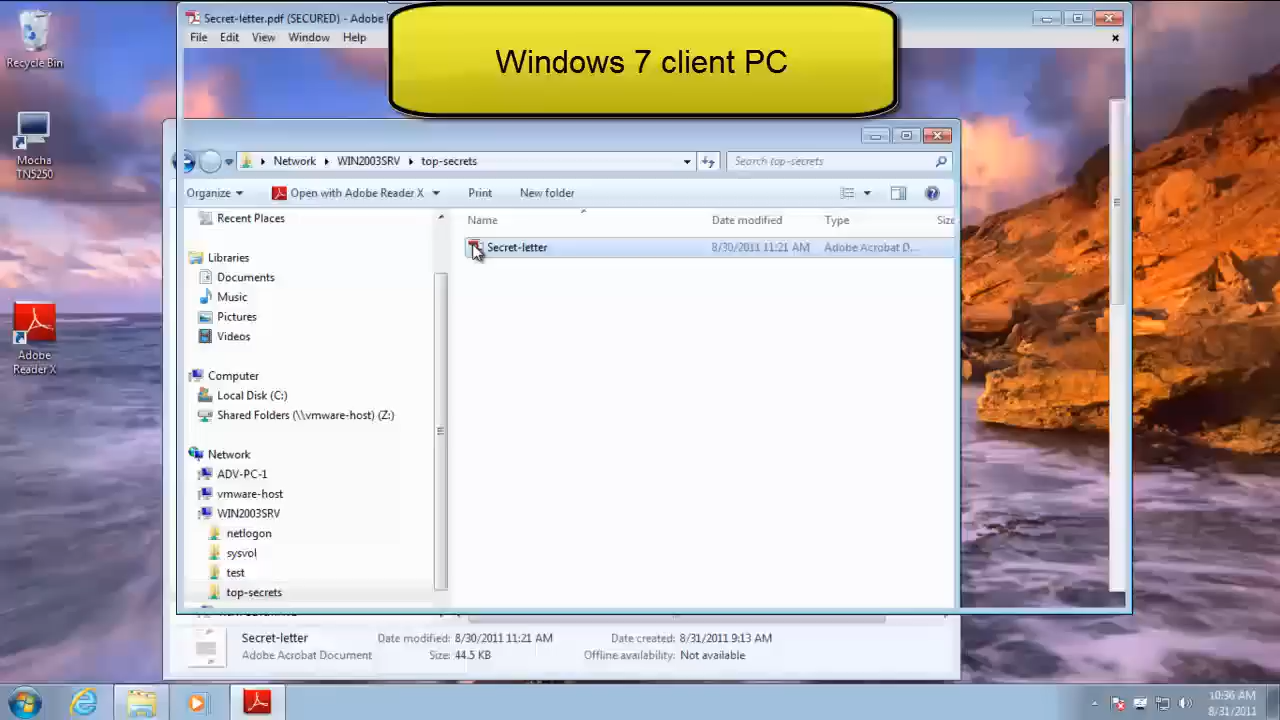 Secret-letter.pdf (SECURED) - Adobe
File Edit View Window Help
Windows 7 client PC
Recycle Bin
Mocha
TN5250
Adobe
Reader X
Network WIN2003SRV top-secrets
Search top-secrets
Organize Open with Adobe Reader X Print New folder
Name Date modified Type Size
Secret-letter 8/30/2011 11:21 AM Adobe Acrobat D...
Recent Places
Libraries
Documents
Music
Pictures
Videos
Computer
Local Disk (C:)
Shared Folders (\\vmware-host) (Z:)
Network
ADV-PC-1
vmware-host
WIN2003SRV
netlogon
sysvol
test
top-secrets
Secret-letter Date modified: 8/30/2011 11:21 AM Date created: 8/31/2011 9:13 AM
Adobe Acrobat Document Size: 44.5 KB Offline availability: Not available
10:36 AM
8/31/2011